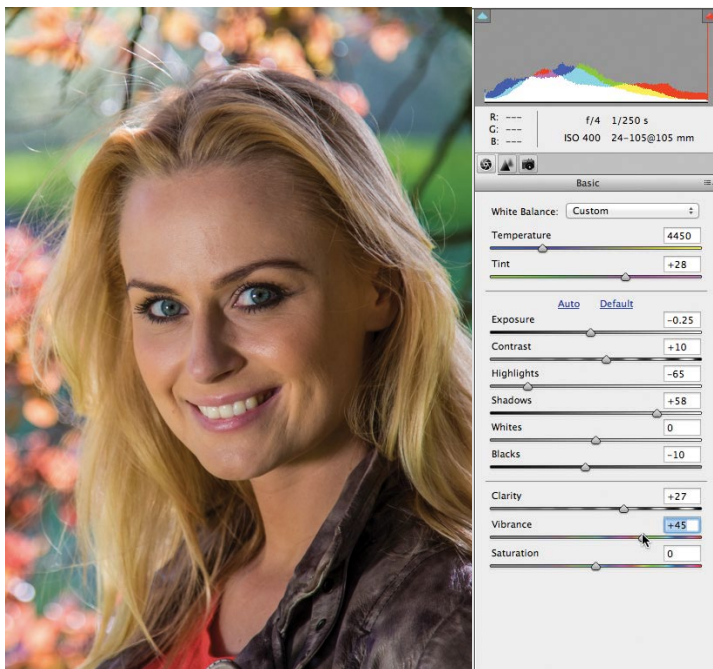 R: ---
G: ---
B: ---
f/4 1/250 s
ISO 400 24-105@105 mm
Basic
White Balance: Custom
Temperature 4450
Tint +28
Auto Default
Exposure -0.25
Contrast +10
Highlights -65
Shadows +58
Whites 0
Blacks -10
Clarity +27
Vibrance +45
Saturation 0